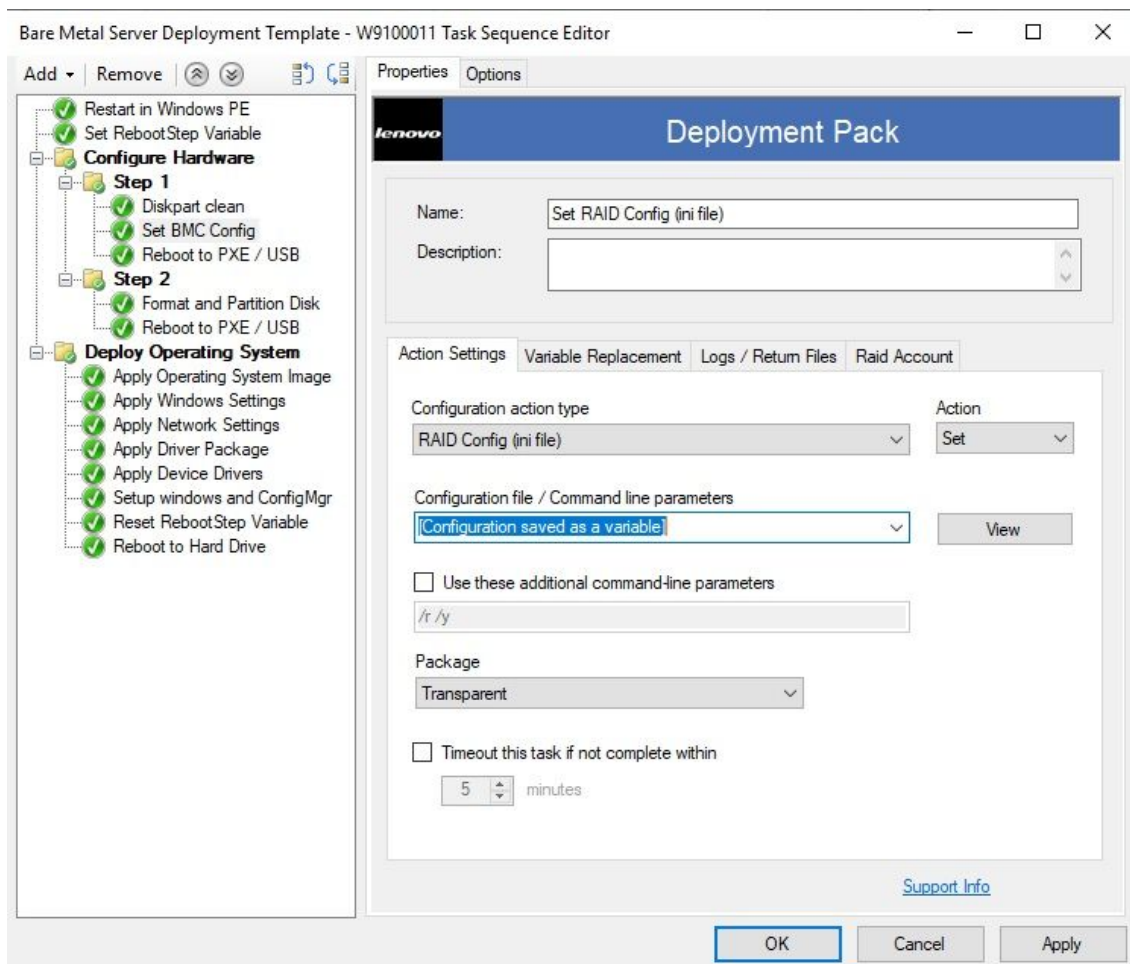 Bare Metal Server Deployment Template - W9100011 Task Sequence Editor
Add Remove
Restart in Windows PE
Set RebootStep Variable
Configure Hardware
Step 1
Diskpart clean
Set BMC Config
Reboot to PXE / USB
Step 2
Format and Partition Disk
Reboot to PXE / USB
Deploy Operating System
Apply Operating System Image
Apply Windows Settings
Apply Network Settings
Apply Driver Package
Apply Device Drivers
Setup windows and ConfigMgr
Reset RebootStep Variable
Reboot to Hard Drive
Properties Options
lenovo Deployment Pack
Name: Set RAID Config (ini file)
Description:
Action Settings Variable Replacement Logs / Return Files Raid Account
Configuration action type Action
RAID Config (ini file) Set
Configuration file / Command line parameters
[Configuration saved as a variable] View
Use these additional command-line parameters
/r /y
Package
Transparent
Timeout this task if not complete within
5 minutes
Support Info
OK Cancel Apply